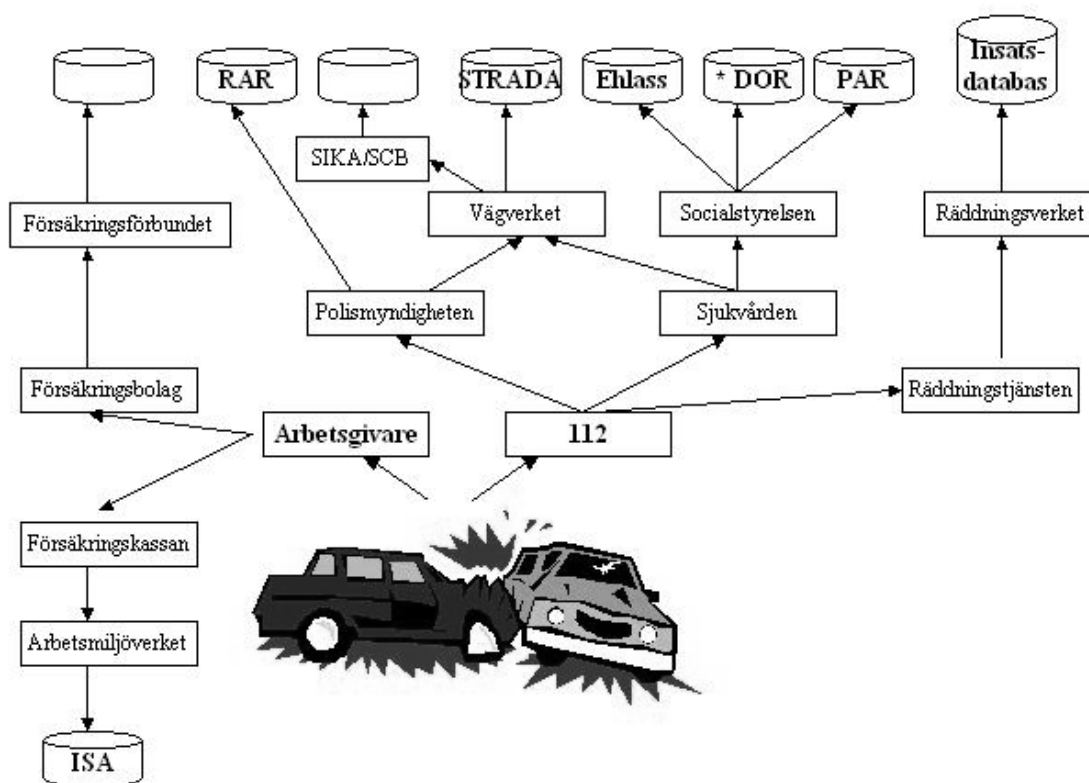 RAR
STRADA
Ehlass
* DOR
PAR
Insats-
databas
SIKA/SCB
Försäkringsförbundet
Vägverket
Socialstyrelsen
Räddningsverket
Polismyndigheten
Sjukvården
Försäkringsbolag
Räddningstjänsten
Arbetsgivare
112
Försäkringskassan
Arbetsmiljöverket
ISA